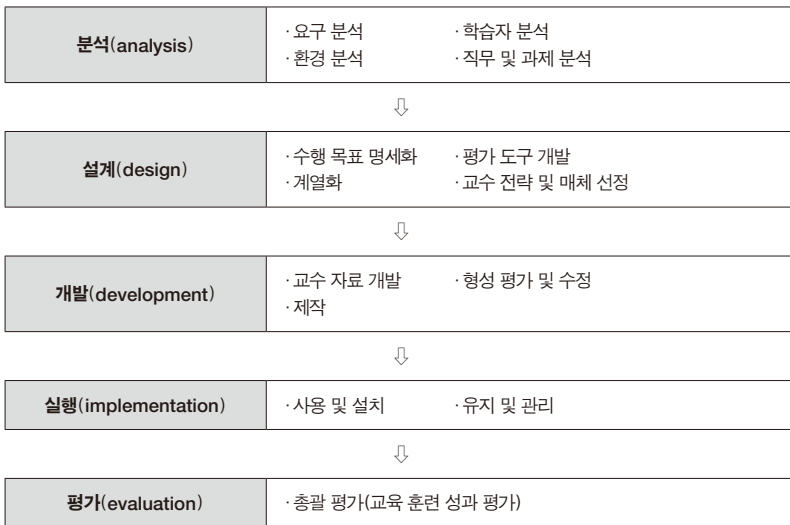 분석(analysis)
·요구 분석 ·학습자 분석
·환경 분석 ·직무 및 과제 분석
⇩
설계(design)
·수행 목표 명세화 ·평가 도구 개발
·계열화 ·교수 전략 및 매체 선정
⇩
개발(development)
·교수 자료 개발 ·형성 평가 및 수정
·제작
⇩
실행(implementation)
·사용 및 설치 ·유지 및 관리
⇩
평가(evaluation)
·총괄 평가(교육 훈련 성과 평가)